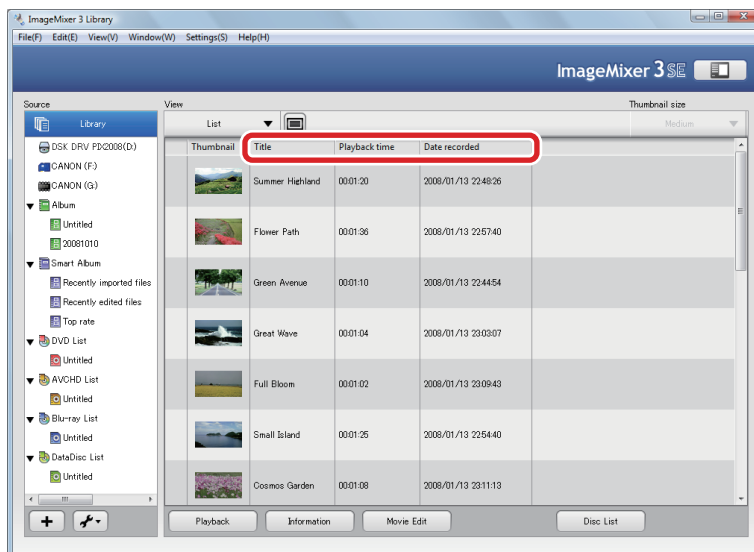 ImageMixer 3 Library
File(F) Edit(E) View(V) Window(W) Settings(S) Help(H)
ImageMixer 3 SE
Source View Thumbnail size
Library List Medium
DSK DRV PD2008(D:)
CANON (F:)
CANON (G:)
Album
Untitled
20081010
Smart Album
Recently imported files
Recently edited files
Top rate
DVD List
Untitled
AVCHD List
Untitled
Blu-ray List
Untitled
DataDisc List
Untitled
Thumbnail Title Playback time Date recorded
Summer Highland 00:01:20 2008/01/13 22:48:26
Flower Path 00:01:36 2008/01/13 22:57:40
Green Avenue 00:01:10 2008/01/13 22:44:54
Great Wave 00:01:04 2008/01/13 23:03:07
Full Bloom 00:01:02 2008/01/13 23:09:43
Small Island 00:01:25 2008/01/13 22:54:40
Cosmos Garden 00:01:08 2008/01/13 23:11:13
Playback Information Movie Edit Disc List